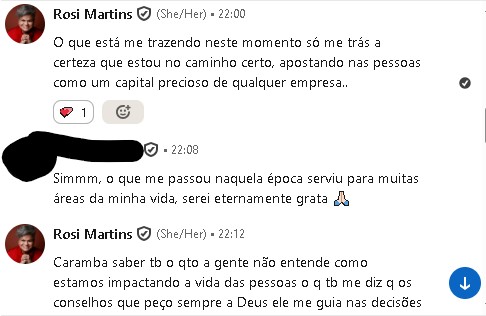 Rosi Martins (She/Her) • 22:00
O que está me trazendo neste momento só me trás a
certeza que estou no caminho certo, apostando nas pessoas
como um capital precioso de qualquer empresa..
1
• 22:08
Simmm, o que me passou naquela época serviu para muitas
áreas da minha vida, serei eternamente grata 🙏🏻
Rosi Martins (She/Her) • 22:12
Caramba saber tb o qto a gente não entende como
estamos impactando a vida das pessoas o q tb me diz q os
conselhos que peço sempre a Deus ele me guia nas decisões